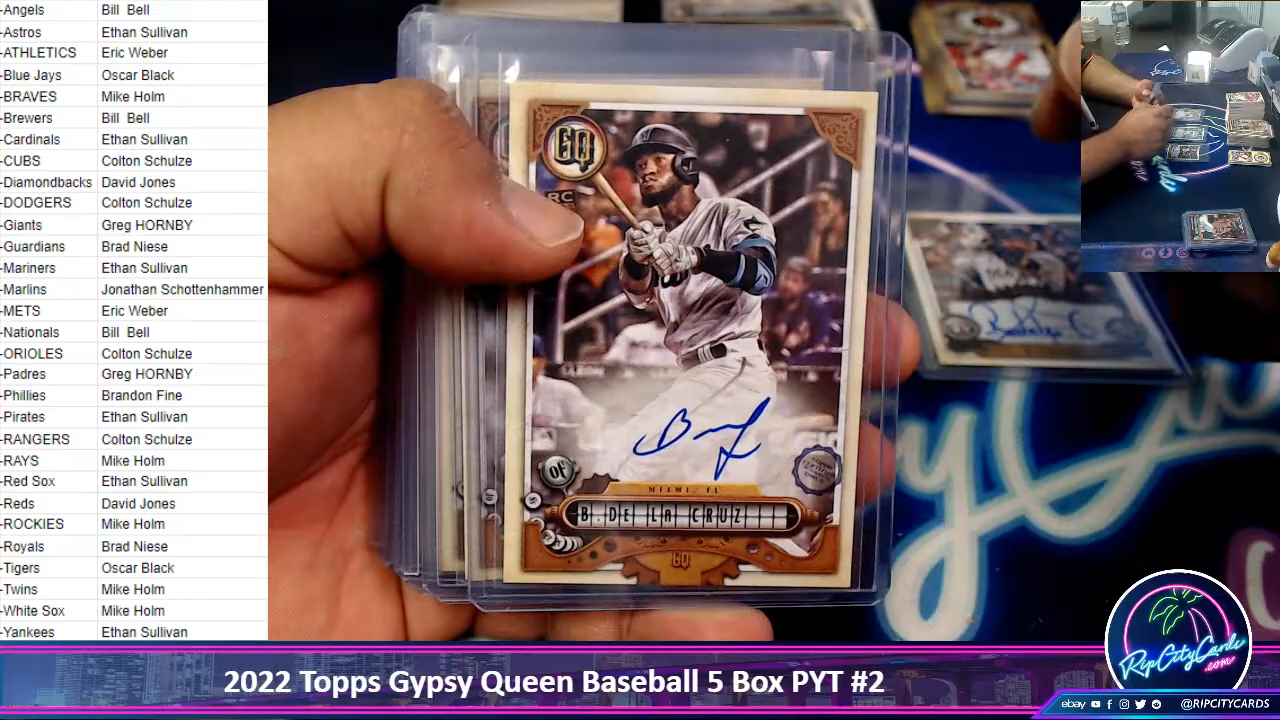 -Angels Bill Bell
-Astros Ethan Sullivan
-ATHLETICS Eric Weber
-Blue Jays Oscar Black
-BRAVES Mike Holm
-Brewers Bill Bell
-Cardinals Ethan Sullivan
-CUBS Colton Schulze
-Diamondbacks David Jones
-DODGERS Colton Schulze
-Giants Greg HORNBY
-Guardians Brad Niese
-Mariners Ethan Sullivan
-Marlins Jonathan Schottenhammer
-METS Eric Weber
-Nationals Bill Bell
-ORIOLES Colton Schulze
-Padres Greg HORNBY
-Phillies Brandon Fine
-Pirates Ethan Sullivan
-RANGERS Colton Schulze
-RAYS Mike Holm
-Red Sox Ethan Sullivan
-Reds David Jones
-ROCKIES Mike Holm
-Royals Brad Niese
-Tigers Oscar Black
-Twins Mike Holm
-White Sox Mike Holm
-Yankees Ethan Sullivan
GQ
RC
OF
MIAMI, FL
B. DE LA CRUZ
GQ
2022 Topps Gypsy Queen Baseball 5 Box PYT #2
RipCityCards
.com
ebay @RIPCITYCARDS